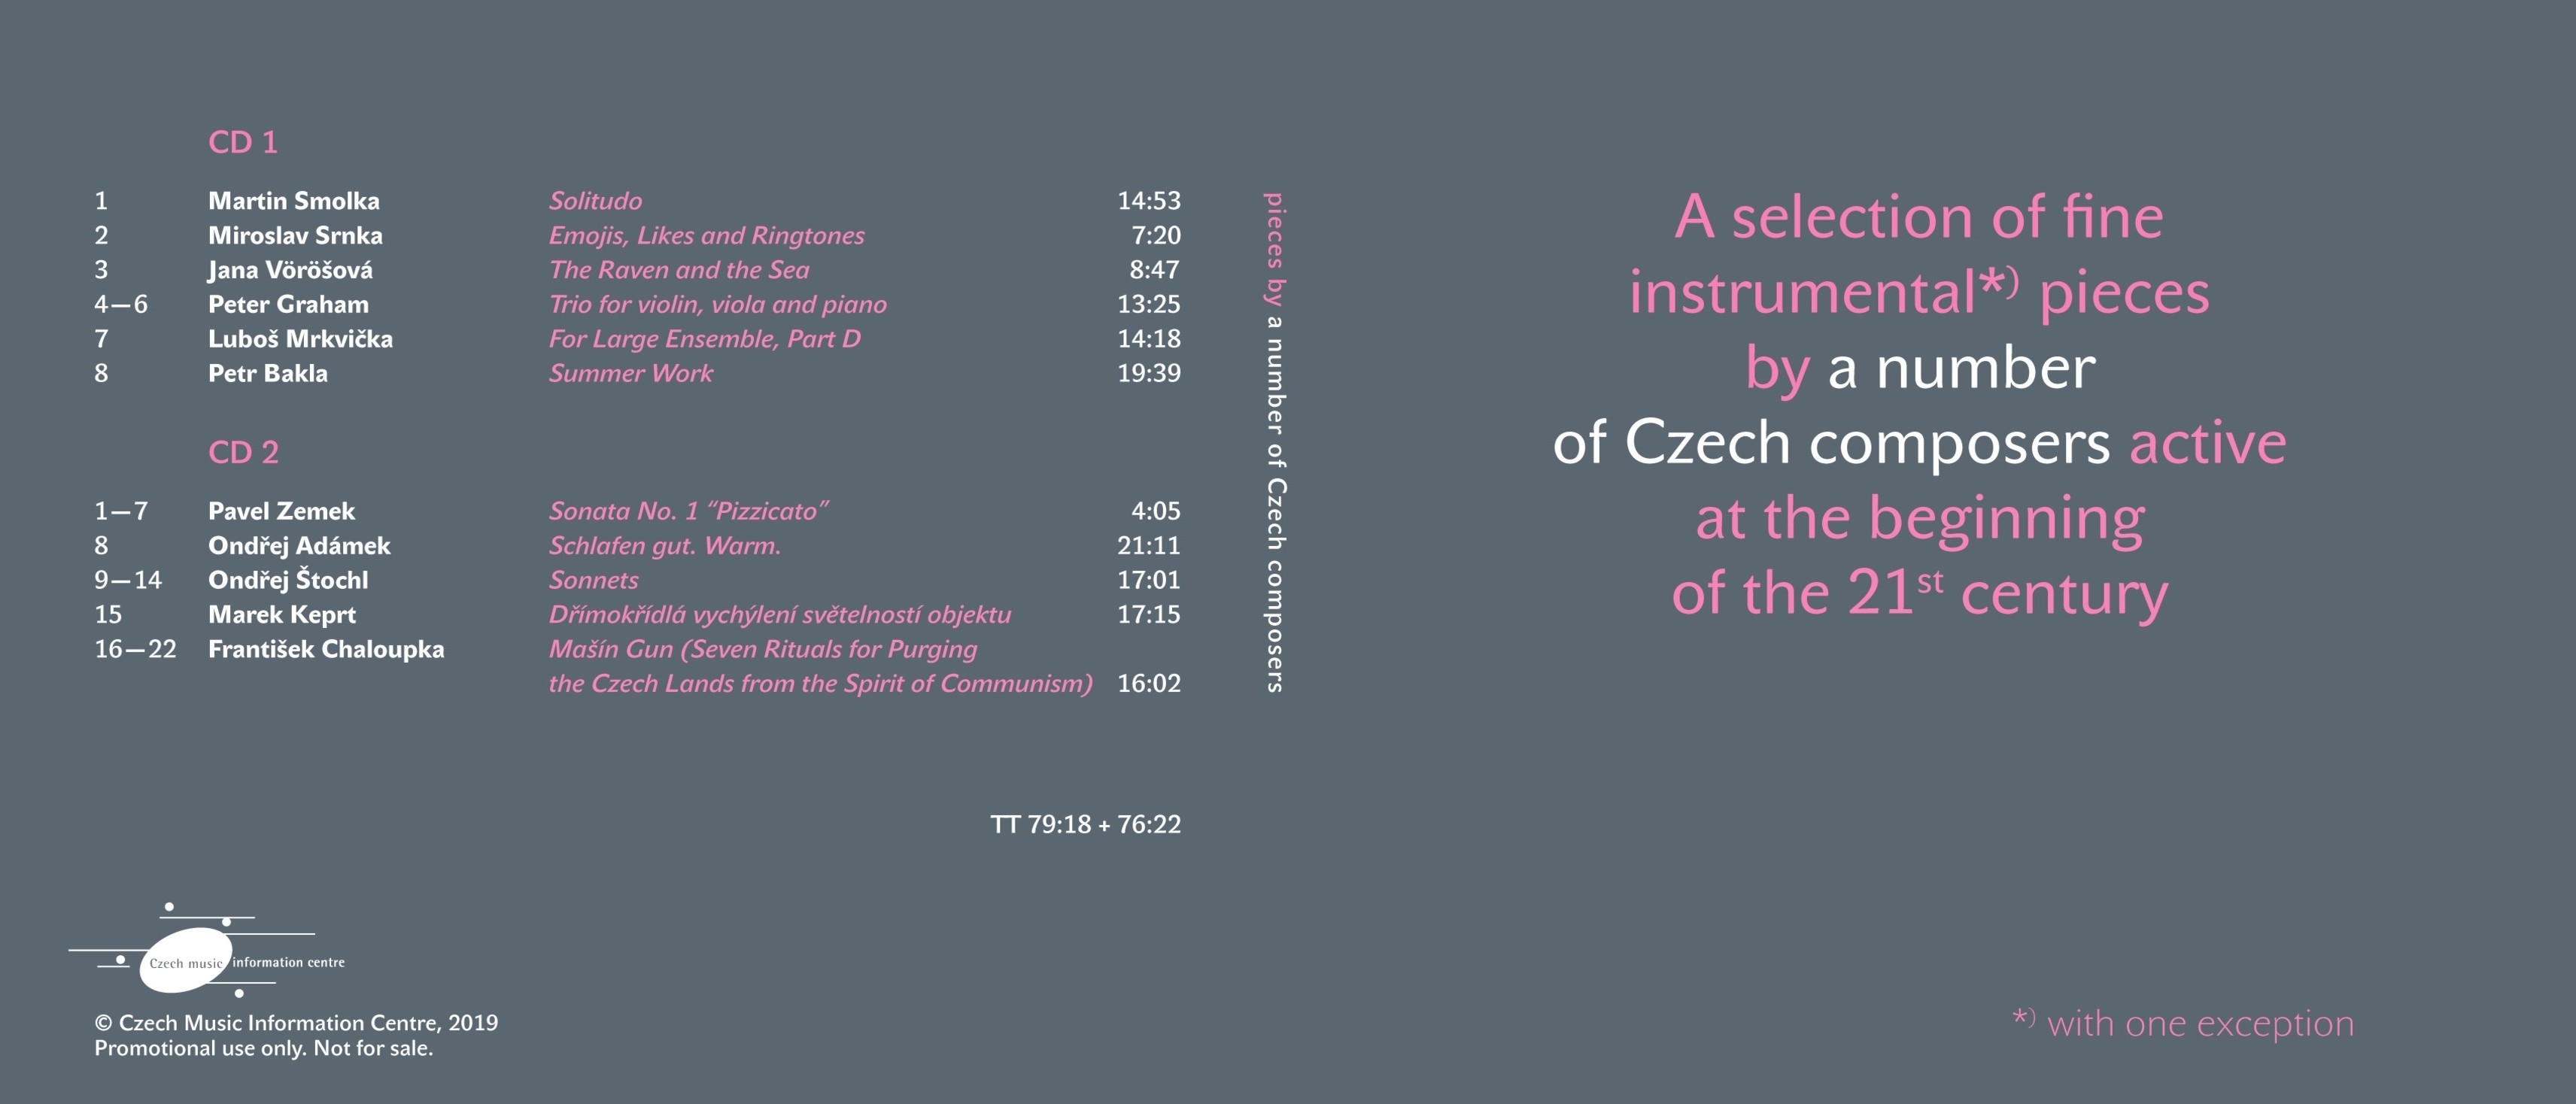 CD 1
1 Martin Smolka Solitudo 14:53
2 Miroslav Srnka Emojis, Likes and Ringtones 7:20
3 Jana Vöröšová The Raven and the Sea 8:47
4—6 Peter Graham Trio for violin, viola and piano 13:25
7 Luboš Mrkvička For Large Ensemble, Part D 14:18
8 Petr Bakla Summer Work 19:39
CD 2
1—7 Pavel Zemek Sonata No. 1 “Pizzicato” 4:05
8 Ondřej Adámek Schlafen gut. Warm. 21:11
9—14 Ondřej Štochl Sonnets 17:01
15 Marek Keprt Dřímokřídlá vychýlení světelností objektu 17:15
16—22 František Chaloupka Mašín Gun (Seven Rituals for Purging
the Czech Lands from the Spirit of Communism) 16:02
TT 79:18 + 76:22
Czech music information centre
© Czech Music Information Centre, 2019
Promotional use only. Not for sale.
pieces by a number of Czech composers
A selection of fine
instrumental*) pieces
by a number
of Czech composers active
at the beginning
of the 21st century
*) with one exception